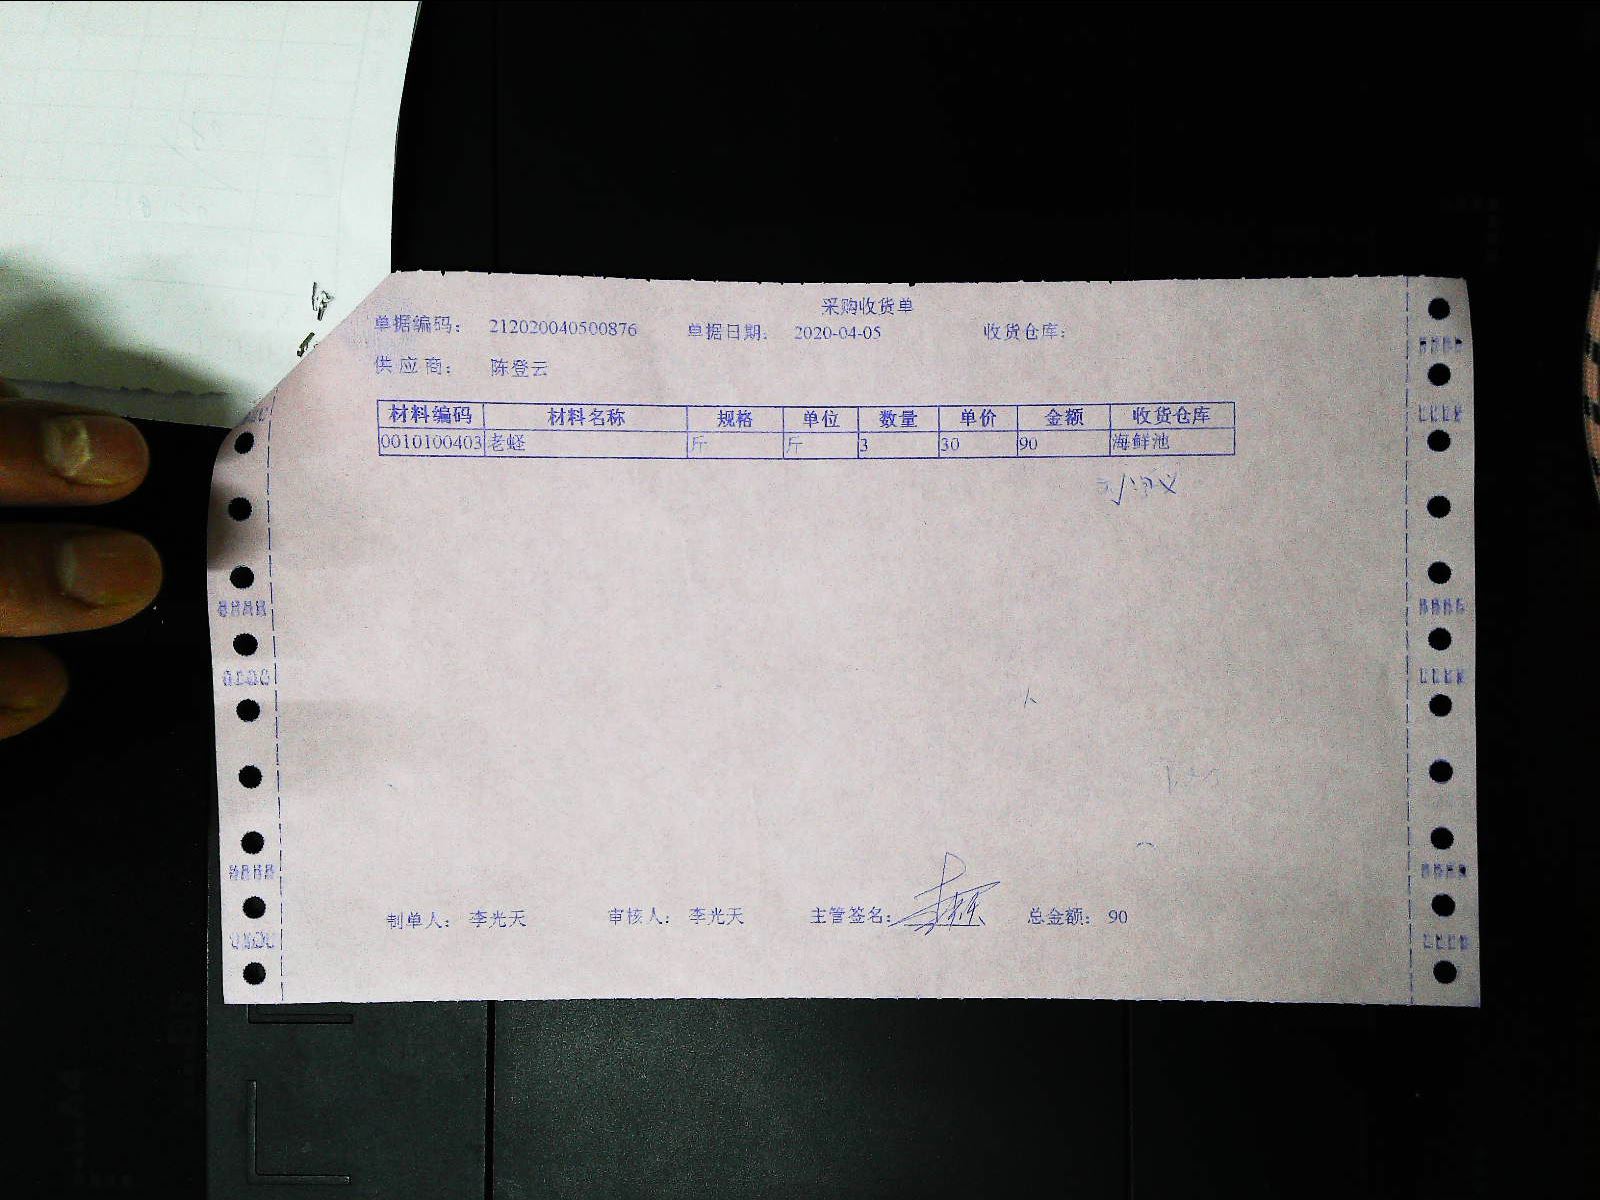 采购收货单
单据编码: 212020040500876 单据日期: 2020-04-05 收货仓库:
供应商: 陈登云
材料编码 材料名称 规格 单位 数量 单价 金额 收货仓库
0010100403 老蛏 斤 斤 3 30 90 海鲜池
制单人: 李光天 审核人: 李光天 主管签名: 总金额: 90